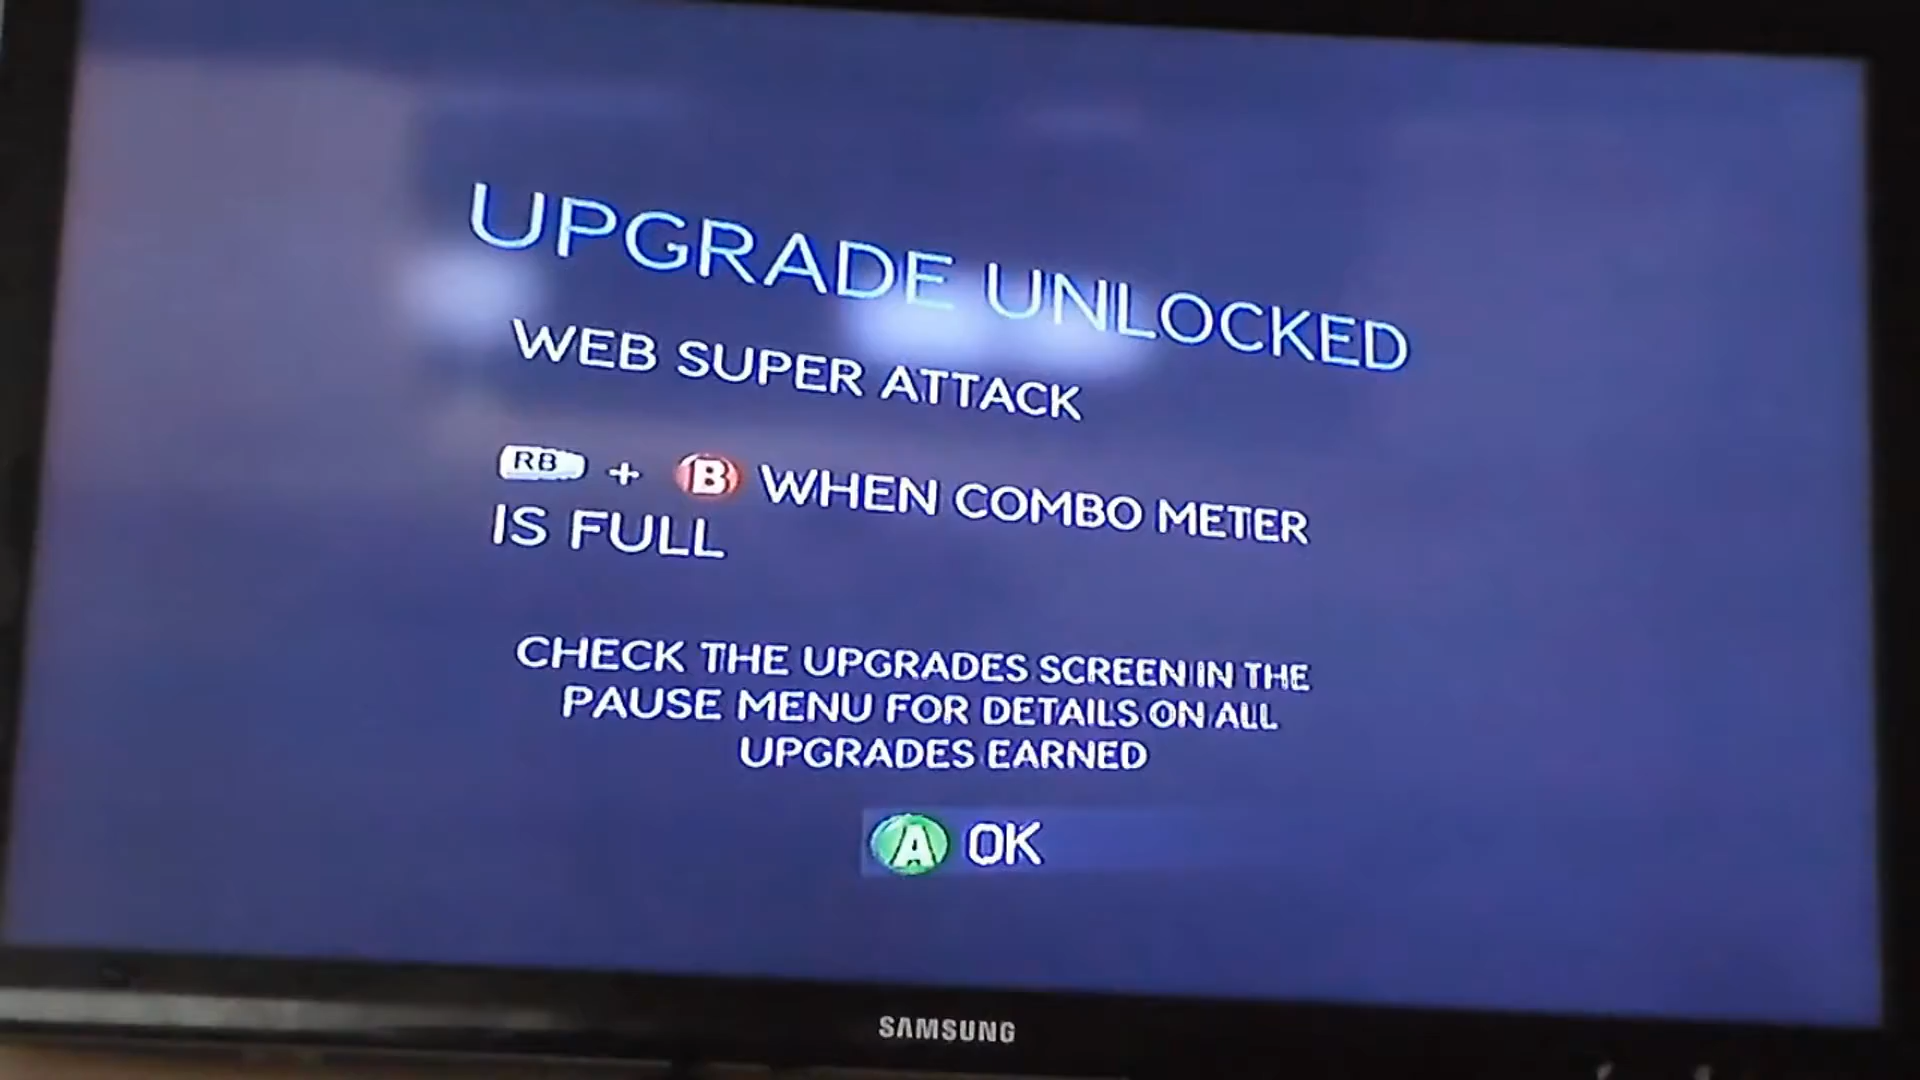 UPGRADE UNLOCKED
WEB SUPER ATTACK
RB + B WHEN COMBO METER
IS FULL
CHECK THE UPGRADES SCREEN IN THE
PAUSE MENU FOR DETAILS ON ALL
UPGRADES EARNED
A OK
SAMSUNG